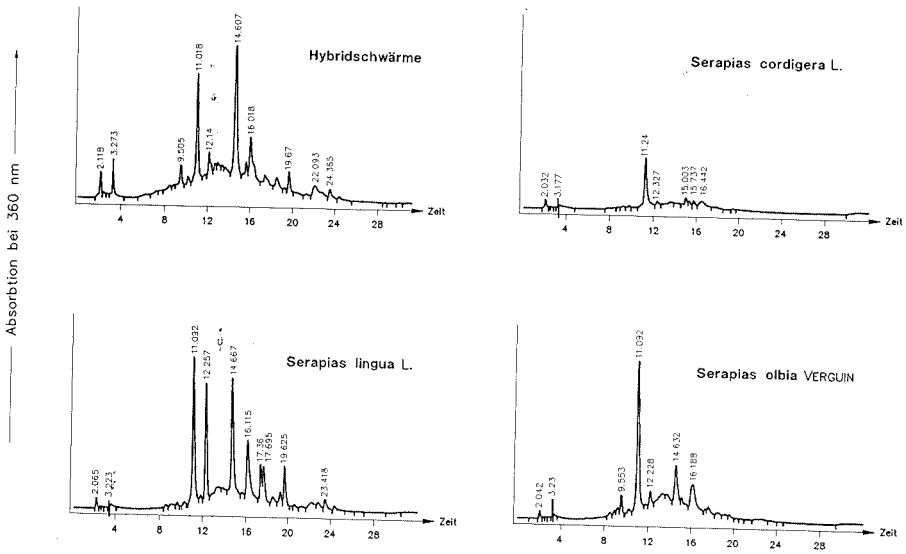 Absorbtion bei 360 nm
Hybridschwärme
2.118
3.273
9.505
11.018
12.14
14.607
16.018
19.67
22.093
24.365
4 8 12 16 20 24 28
Zeit
Serapias cordigera L.
2.032
3.177
11.24
12.327
15.003
15.737
16.442
4 8 12 16 20 24 28
Zeit
Serapias lingua L.
2.065
3.223
11.092
12.257
14.667
16.115
17.36
17.695
19.625
23.418
4 8 12 16 20 24 28
Zeit
Serapias olbia VERGUIN
2.042
3.23
9.553
11.092
12.228
14.632
16.188
4 8 12 16 20 24 28
Zeit